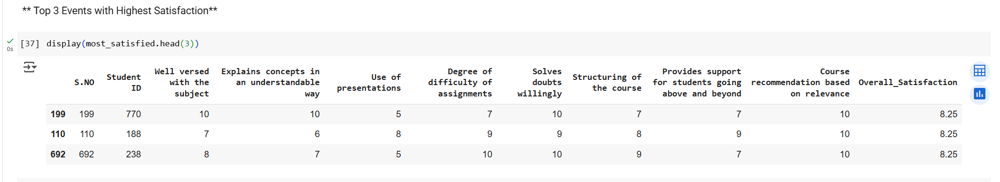 ** Top 3 Events with Highest Satisfaction**
[37] display(most_satisfied.head(3))
0s
S.NO Student ID Well versed with the subject Explains concepts in an understandable way Use of presentations Degree of difficulty of assignments Solves doubts willingly Structuring of the course Provides support for students going above and beyond Course recommendation based on relevance Overall_Satisfaction
199 199 770 10 10 5 7 10 7 7 10 8.25
110 110 188 7 6 8 9 9 8 9 10 8.25
692 692 238 8 7 5 10 10 9 7 10 8.25